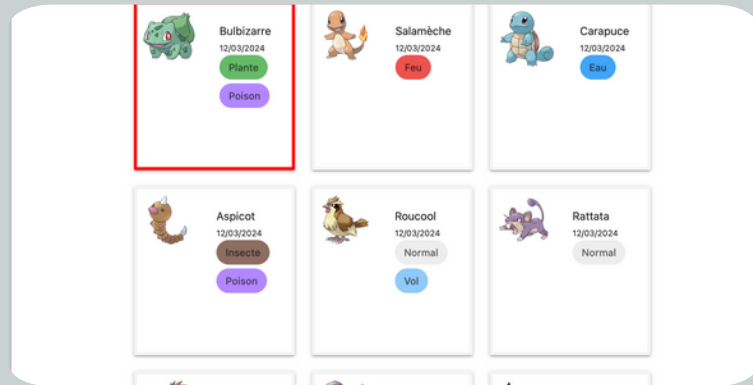 Bulbizarre
12/03/2024
Plante
Poison
Salamèche
12/03/2024
Feu
Carapuce
12/03/2024
Eau
Aspicot
12/03/2024
Insecte
Poison
Roucool
12/03/2024
Normal
Vol
Rattata
12/03/2024
Normal